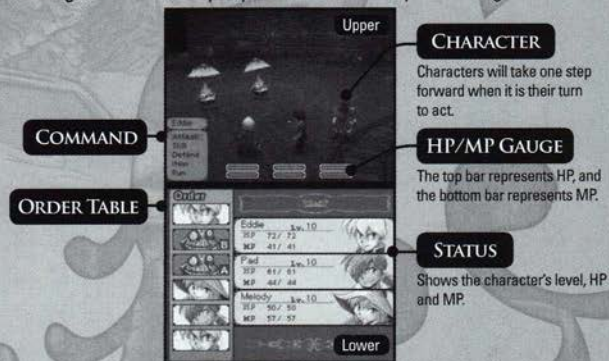 Upper
CHARACTER
Characters will take one step
forward when it is their turn
to act.
COMMAND
Eddie
Attack
Skill
Defend
Item
Run
HP/MP GAUGE
The top bar represents HP, and
the bottom bar represents MP.
ORDER TABLE
Order
B
A
Eddie Lv.10
HP 72/ 72
MP 41/ 41
Pad Lv.10
HP 61/ 61
MP 44/ 44
Melody Lv.10
HP 50/ 50
MP 57/ 57
STATUS
Shows the character's level, HP
and MP.
Lower